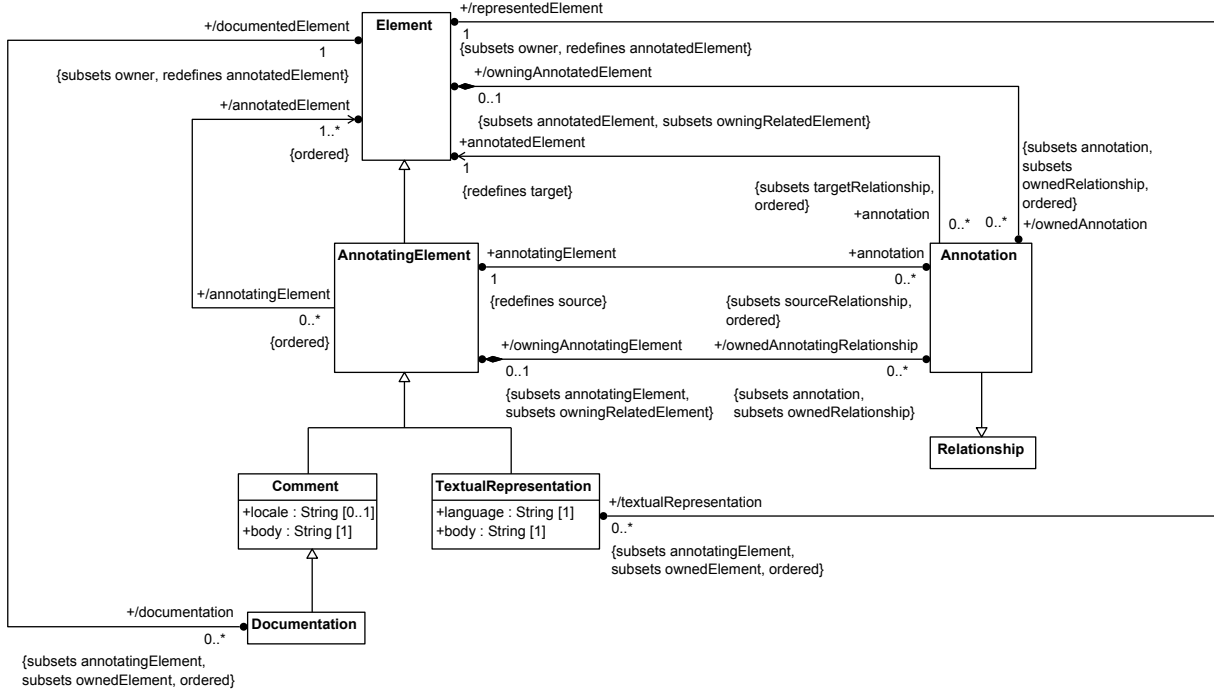 +/representedElement
+/documentedElement
Element
1
1
{subsets owner, redefines annotatedElement}
{subsets owner, redefines annotatedElement}
+/owningAnnotatedElement
0..1
+/annotatedElement
{subsets annotatedElement, subsets owningRelatedElement}
1..*
+annotatedElement
{ordered}
1
{redefines target}
{subsets annotation,
subsets
ownedRelationship,
ordered}
{subsets targetRelationship,
ordered}
+annotation
0..*
0..*
+/ownedAnnotation
AnnotatingElement
+annotatingElement
+annotation
Annotation
1
0..*
+/annotatingElement
{redefines source}
{subsets sourceRelationship,
ordered}
0..*
{ordered}
+/owningAnnotatingElement
+/ownedAnnotatingRelationship
0..1
0..*
{subsets annotatingElement,
subsets owningRelatedElement}
{subsets annotation,
subsets ownedRelationship}
Relationship
Comment
+locale : String [0..1]
+body : String [1]
TextualRepresentation
+language : String [1]
+body : String [1]
+/textualRepresentation
0..*
{subsets annotatingElement,
subsets ownedElement, ordered}
+/documentation
Documentation
0..*
{subsets annotatingElement,
subsets ownedElement, ordered}